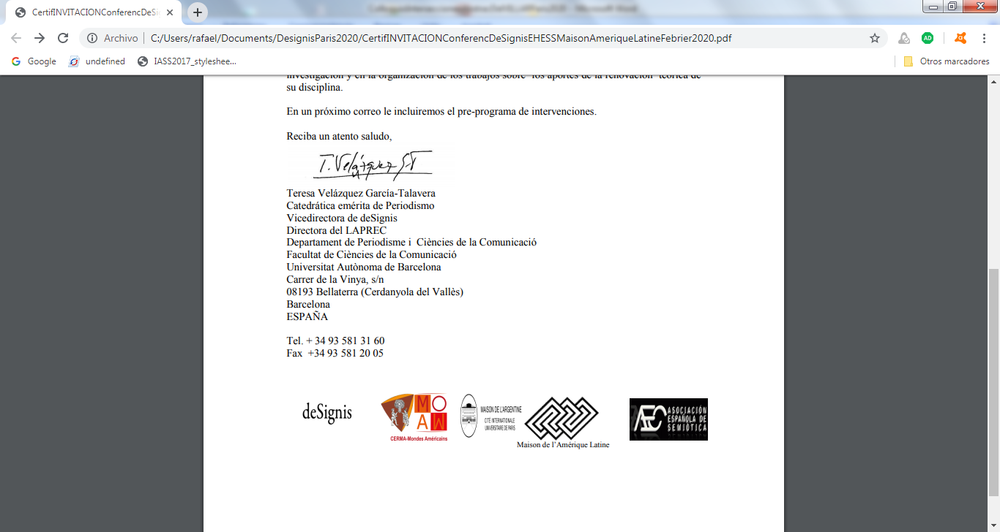 CertifINVITACIONConferencDeSi
Archivo | C:/Users/rafael/Documents/DesignisParis2020/CertifINVITACIONConferencDeSignisEHESSMaisonAmeriqueLatineFebrier2020.pdf
AD
Google undefined IASS2017_styleshee... Otros marcadores
investigación y en la organización de los trabajos sobre los aportes de la renovación teórica de
su disciplina.
En un próximo correo le incluiremos el pre-programa de intervenciones.
Reciba un atento saludo,
T. Velázquez G-T
Teresa Velázquez García-Talavera
Catedrática emérita de Periodismo
Vicedirectora de deSignis
Directora del LAPREC
Departament de Periodisme i Ciències de la Comunicació
Facultat de Ciències de la Comunicació
Universitat Autònoma de Barcelona
Carrer de la Vinya, s/n
08193 Bellaterra (Cerdanyola del Vallès)
Barcelona
ESPAÑA
Tel. + 34 93 581 31 60
Fax +34 93 581 20 05
deSignis
MOAM
CERMA-Mondes Américains
MAISON DE L'ARGENTINE
CITÉ INTERNATIONALE
UNIVERSITAIRE DE PARIS
Maison de l'Amérique Latine
ASOCIACIÓN
ESPAÑOLA DE
SEMIÓTICA